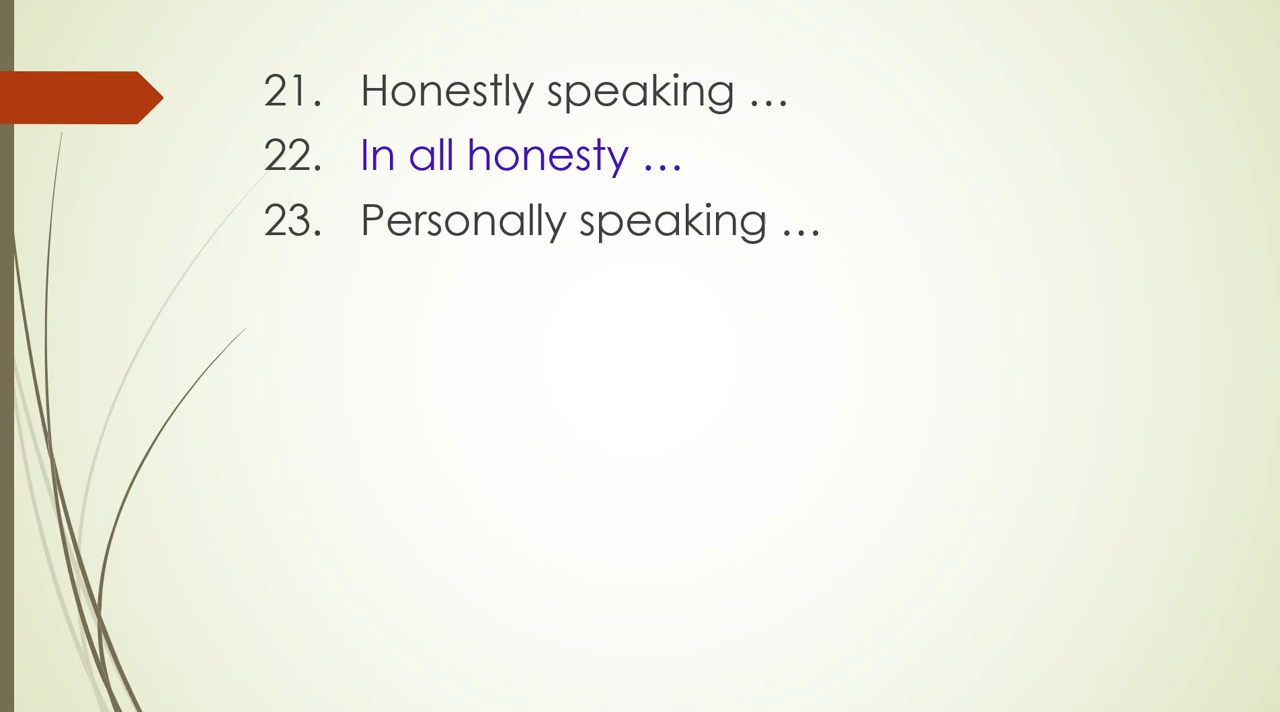 21. Honestly speaking …
22. In all honesty …
23. Personally speaking …